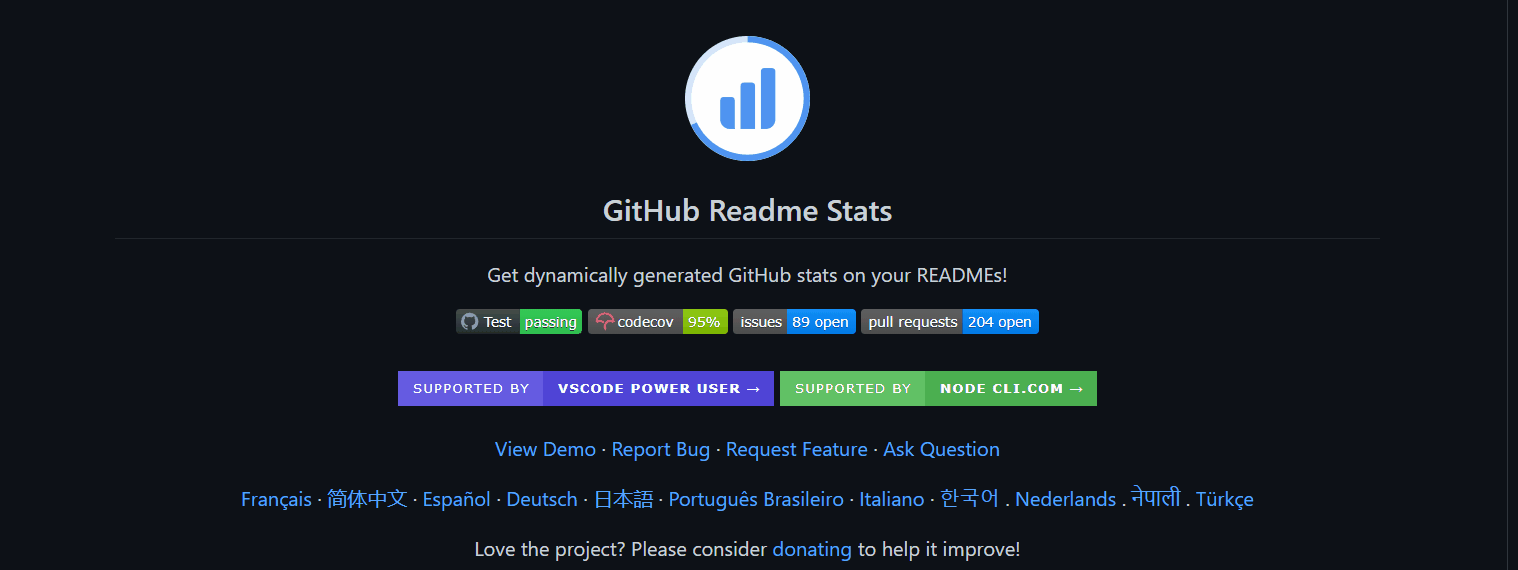 GitHub Readme Stats
Get dynamically generated GitHub stats on your READMEs!
Test passing codecov 95% issues 89 open pull requests 204 open
SUPPORTED BY VSCODE POWER USER → SUPPORTED BY NODE CLI.COM →
View Demo · Report Bug · Request Feature · Ask Question
Français · 简体中文 · Español · Deutsch · 日本語 · Português Brasileiro · Italiano · 한국어 . Nederlands . नेपाली . Türkçe
Love the project? Please consider donating to help it improve!